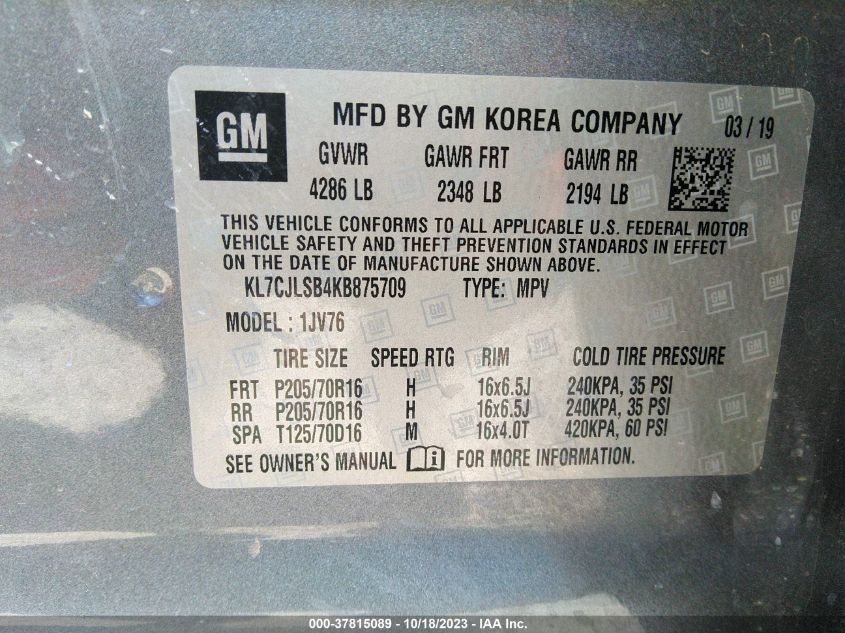 GM
MFD BY GM KOREA COMPANY 03 / 19
GVWR GAWR FRT GAWR RR
4286 LB 2348 LB 2194 LB
THIS VEHICLE CONFORMS TO ALL APPLICABLE U.S. FEDERAL MOTOR
VEHICLE SAFETY AND THEFT PREVENTION STANDARDS IN EFFECT
ON THE DATE OF MANUFACTURE SHOWN ABOVE.
KL7CJLSB4KB875709 TYPE: MPV
MODEL : 1JV76
TIRE SIZE SPEED RTG RIM COLD TIRE PRESSURE
FRT P205/70R16 H 16x6.5J 240KPA, 35 PSI
RR P205/70R16 H 16x6.5J 240KPA, 35 PSI
SPA T125/70D16 M 16x4.0T 420KPA, 60 PSI
SEE OWNER'S MANUAL i FOR MORE INFORMATION.
000-37815089 - 10/18/2023 - IAA Inc.